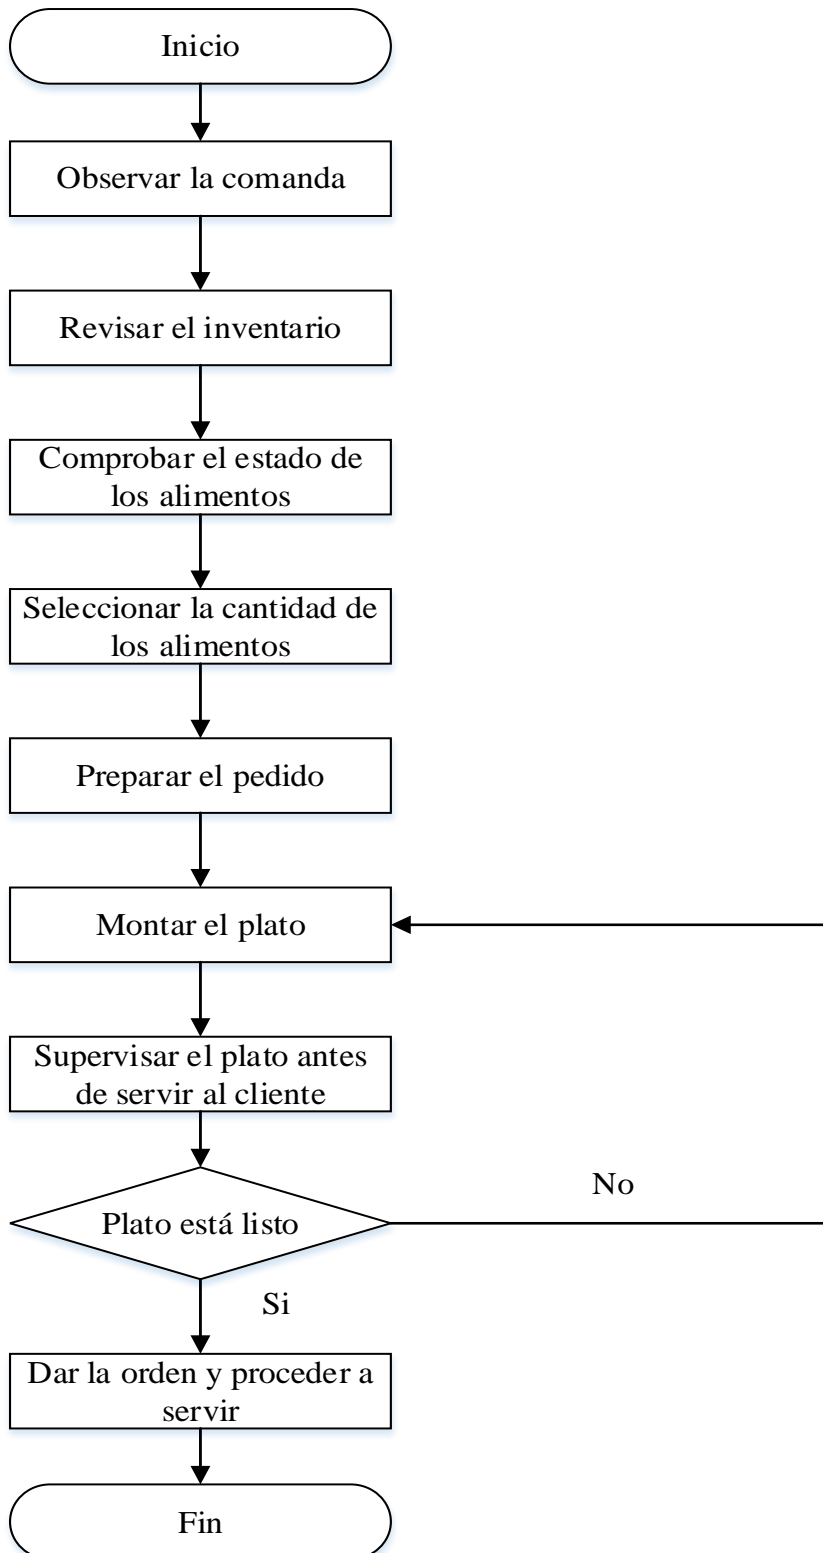 Inicio
Observar la comanda
Revisar el inventario
Comprobar el estado de
los alimentos
Seleccionar la cantidad de
los alimentos
Preparar el pedido
Montar el plato
Supervisar el plato antes
de servir al cliente
No
Plato está listo
Si
Dar la orden y proceder a
servir
Fin